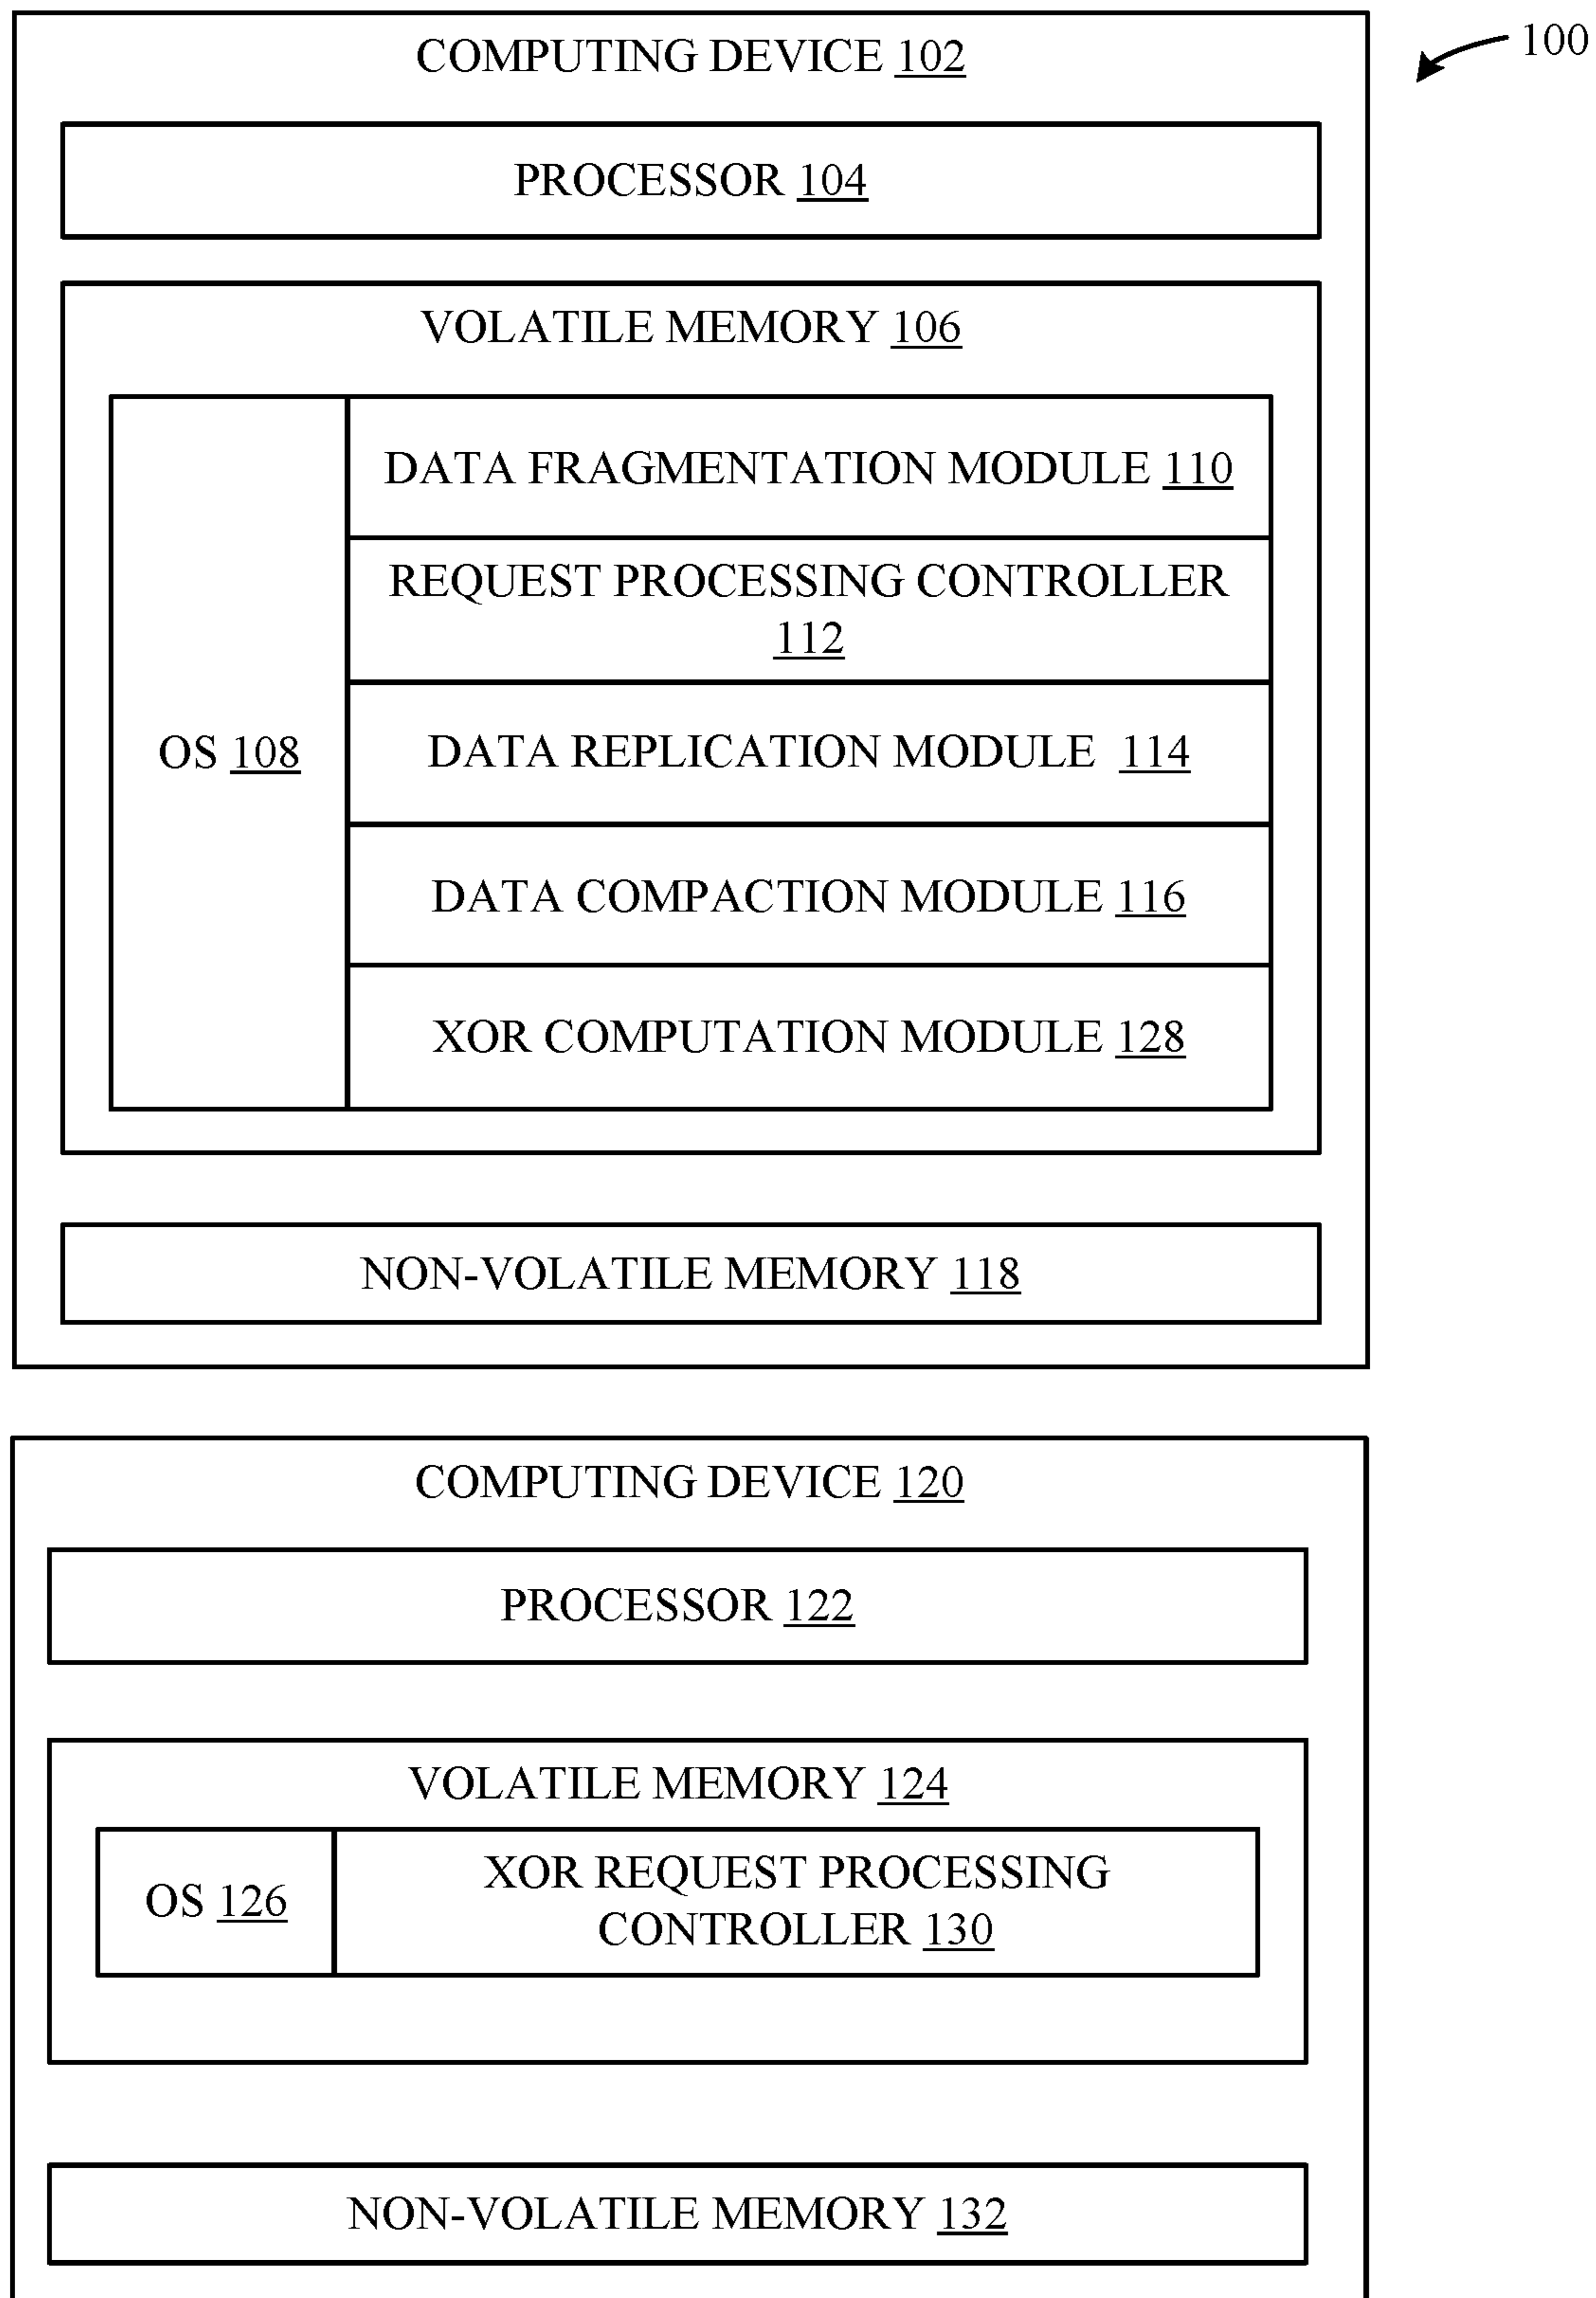 COMPUTING DEVICE 102
100
PROCESSOR 104
VOLATILE MEMORY 106
OS 108
DATA FRAGMENTATION MODULE 110
REQUEST PROCESSING CONTROLLER
112
DATA REPLICATION MODULE 114
DATA COMPACTION MODULE 116
XOR COMPUTATION MODULE 128
NON-VOLATILE MEMORY 118
COMPUTING DEVICE 120
PROCESSOR 122
VOLATILE MEMORY 124
OS 126
XOR REQUEST PROCESSING
CONTROLLER 130
NON-VOLATILE MEMORY 132